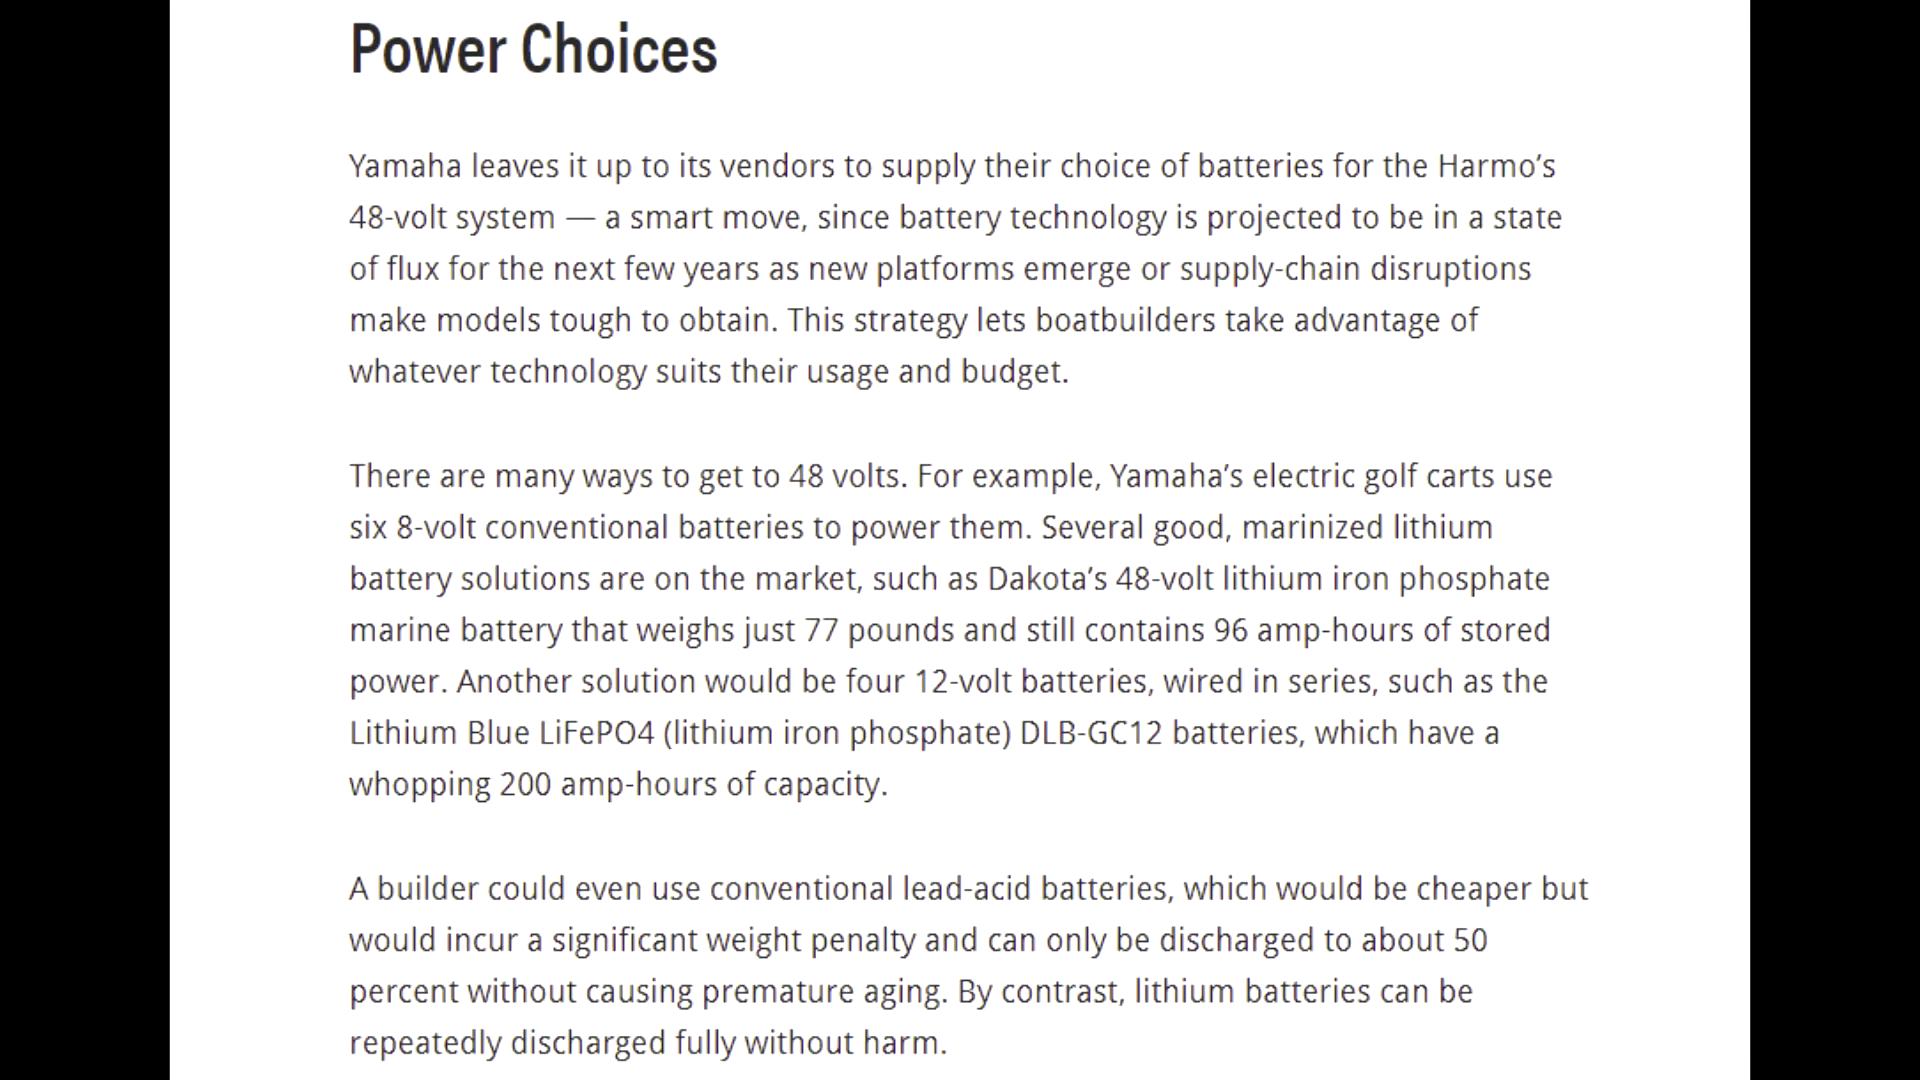 Power Choices
Yamaha leaves it up to its vendors to supply their choice of batteries for the Harmo’s
48-volt system — a smart move, since battery technology is projected to be in a state
of flux for the next few years as new platforms emerge or supply-chain disruptions
make models tough to obtain. This strategy lets boatbuilders take advantage of
whatever technology suits their usage and budget.
There are many ways to get to 48 volts. For example, Yamaha’s electric golf carts use
six 8-volt conventional batteries to power them. Several good, marinized lithium
battery solutions are on the market, such as Dakota’s 48-volt lithium iron phosphate
marine battery that weighs just 77 pounds and still contains 96 amp-hours of stored
power. Another solution would be four 12-volt batteries, wired in series, such as the
Lithium Blue LiFePO4 (lithium iron phosphate) DLB-GC12 batteries, which have a
whopping 200 amp-hours of capacity.
A builder could even use conventional lead-acid batteries, which would be cheaper but
would incur a significant weight penalty and can only be discharged to about 50
percent without causing premature aging. By contrast, lithium batteries can be
repeatedly discharged fully without harm.